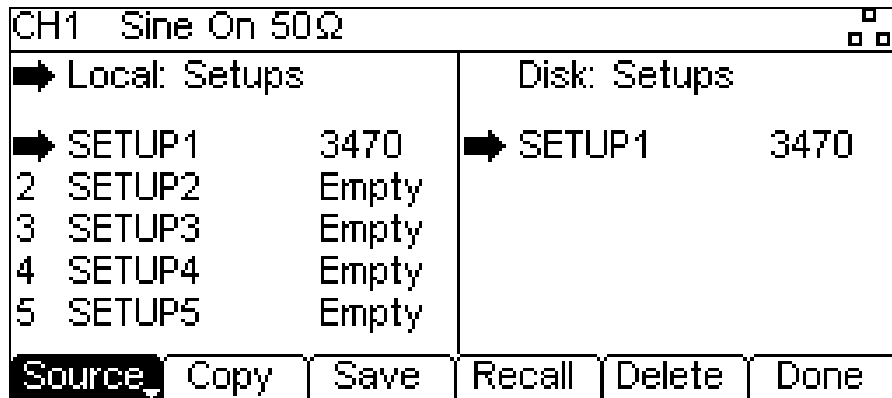 CH1 Sine On 50Ω
Local: Setups
SETUP1 3470
2 SETUP2 Empty
3 SETUP3 Empty
4 SETUP4 Empty
5 SETUP5 Empty
Disk: Setups
SETUP1 3470
Source Copy Save Recall Delete Done